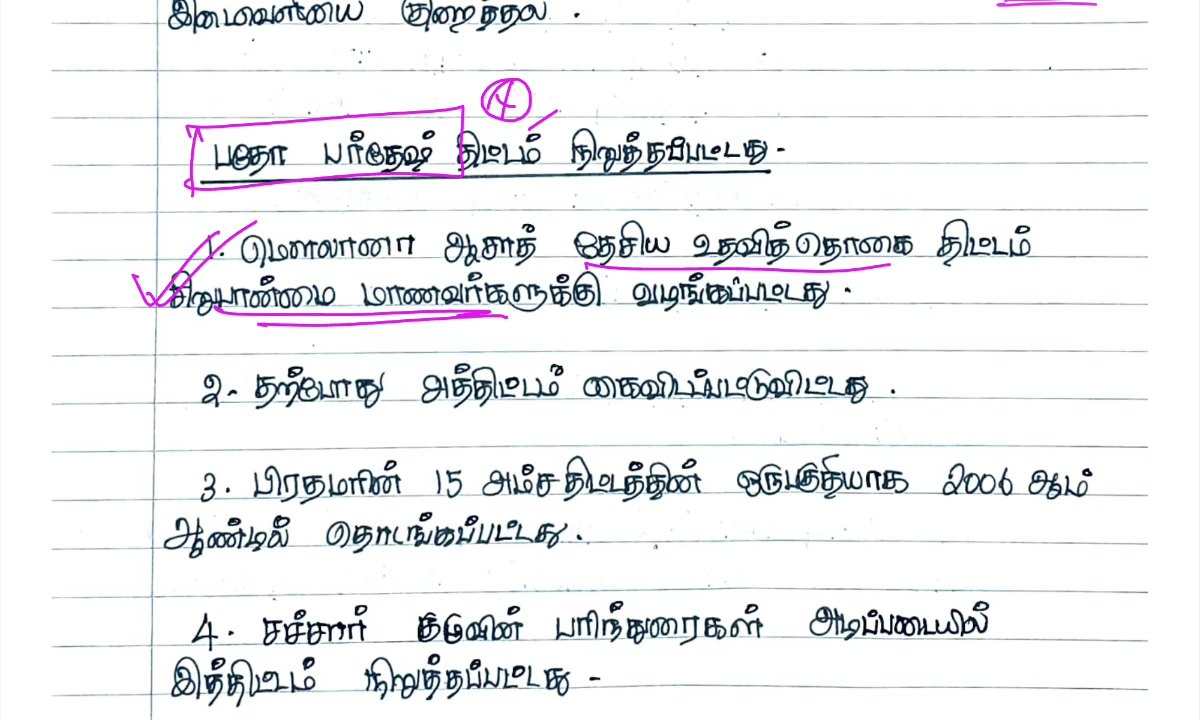 இடைவெளியை குறைத்தல் .
4
படோ பர்தேஷ் திட்டம் நிறுத்தப்பட்டது -
1. மௌலானா ஆசாத் தேசிய உதவித்தொகை திட்டம்
சிறுபான்மை மாணவர்களுக்கு வழங்கப்பட்டது .
2. தற்போது அத்திட்டம் கைவிடப்பட்டுவிட்டது .
3. பிரதமரின் 15 அம்ச திட்டத்தின் ஒருபகுதியாக 2006 ஆம்
ஆண்டில் தொடங்கப்பட்டது .
4. சச்சார் குழுவின் பரிந்துரைகள் அடிப்படையில்
இத்திட்டம் நிறுத்தப்பட்டது -